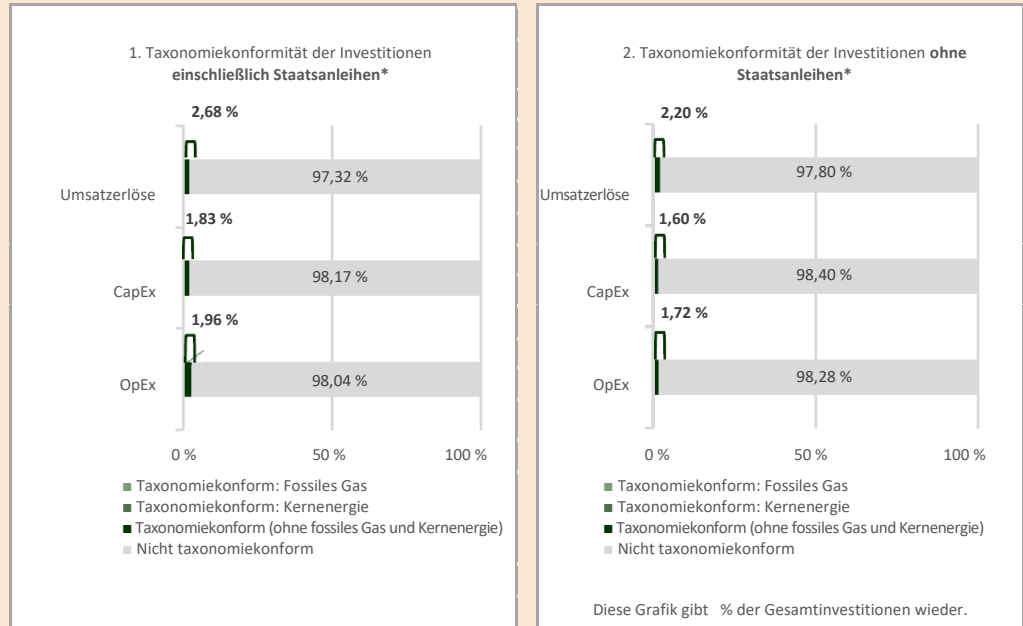 1. Taxonomiekonformität der Investitionen
einschließlich Staatsanleihen*
2,68 %
Umsatzerlöse
97,32 %
1,83 %
CapEx
98,17 %
1,96 %
OpEx
98,04 %
0 %
50 %
100 %
Taxonomiekonform: Fossiles Gas
Taxonomiekonform: Kernenergie
Taxonomiekonform (ohne fossiles Gas und Kernenergie)
Nicht taxonomiekonform
2. Taxonomiekonformität der Investitionen ohne
Staatsanleihen*
2,20 %
Umsatzerlöse
97,80 %
1,60 %
CapEx
98,40 %
1,72 %
OpEx
98,28 %
0 %
50 %
100 %
Taxonomiekonform: Fossiles Gas
Taxonomiekonform: Kernenergie
Taxonomiekonform (ohne fossiles Gas und Kernenergie)
Nicht taxonomiekonform
Diese Grafik gibt % der Gesamtinvestitionen wieder.